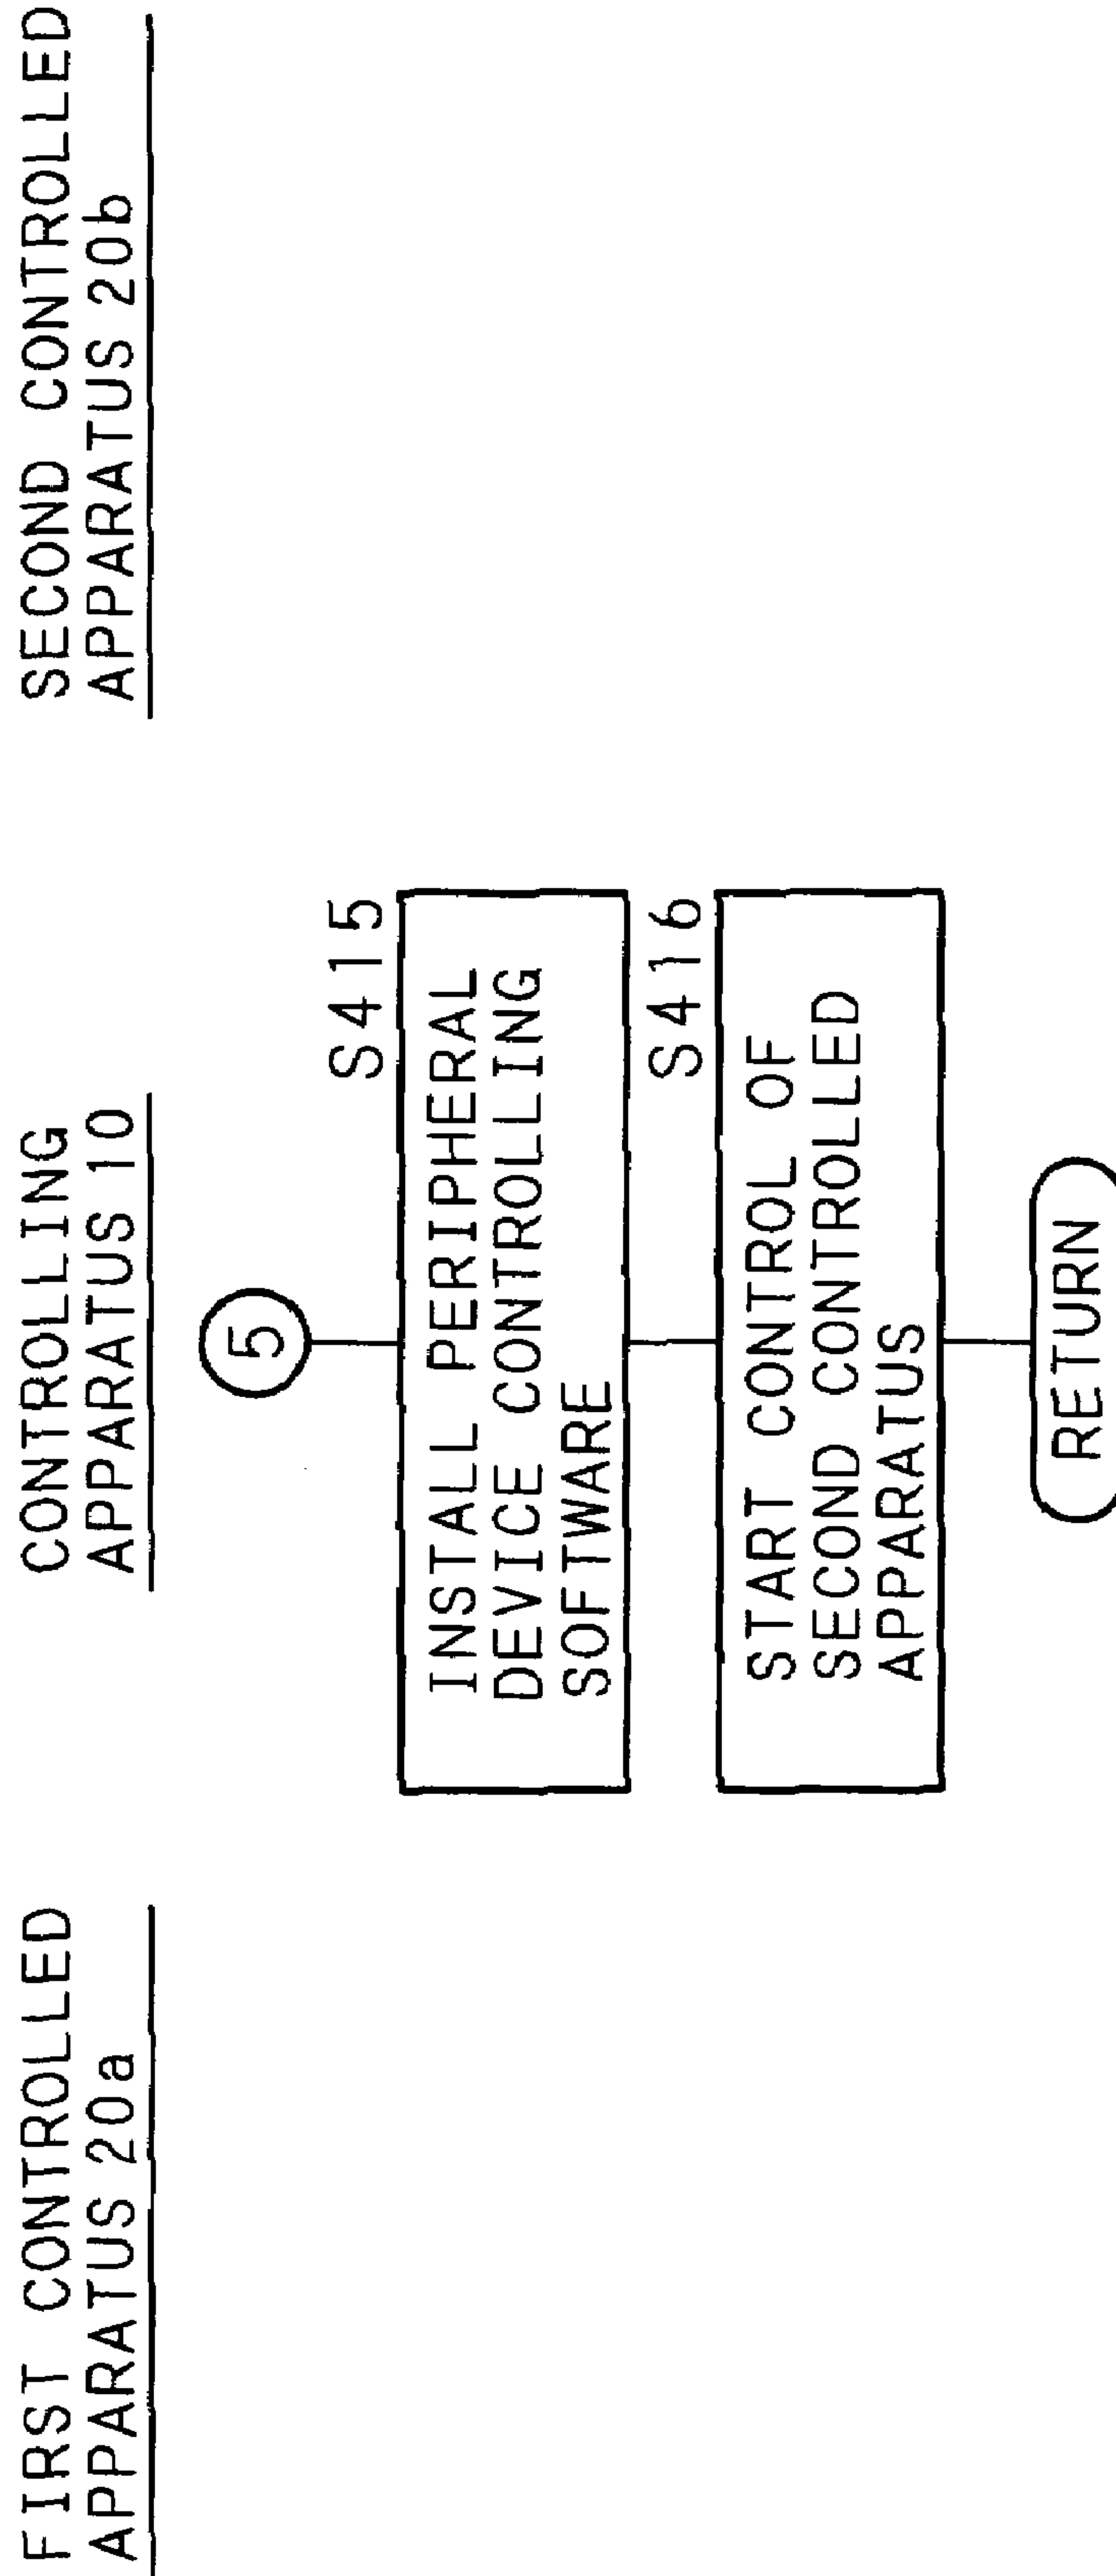 FIRST CONTROLLED
APPARATUS 20a
CONTROLLING
APPARATUS 10
SECOND CONTROLLED
APPARATUS 20b
5
S415
INSTALL PERIPHERAL
DEVICE CONTROLLING
SOFTWARE
S416
START CONTROL OF
SECOND CONTROLLED
APPARATUS
RETURN